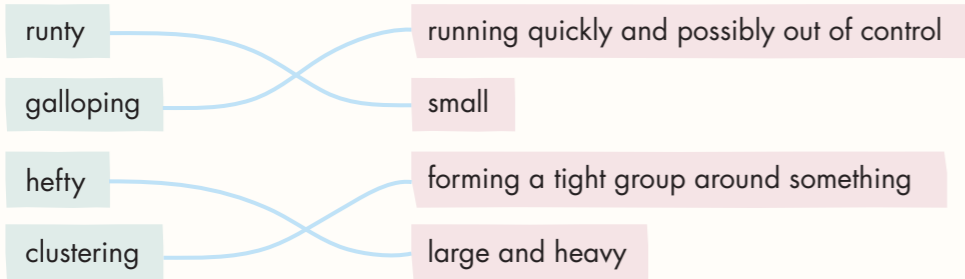 runty
running quickly and possibly out of control
galloping
small
hefty
forming a tight group around something
clustering
large and heavy